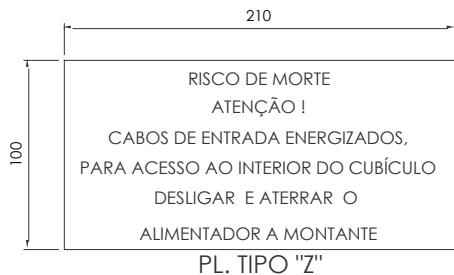 210
100
RISCO DE MORTE
ATENÇÃO !
CABOS DE ENTRADA ENERGIZADOS,
PARA ACESSO AO INTERIOR DO CUBÍCULO
DESLIGAR E ATERRAR O
ALIMENTADOR A MONTANTE
PL. TIPO "Z"